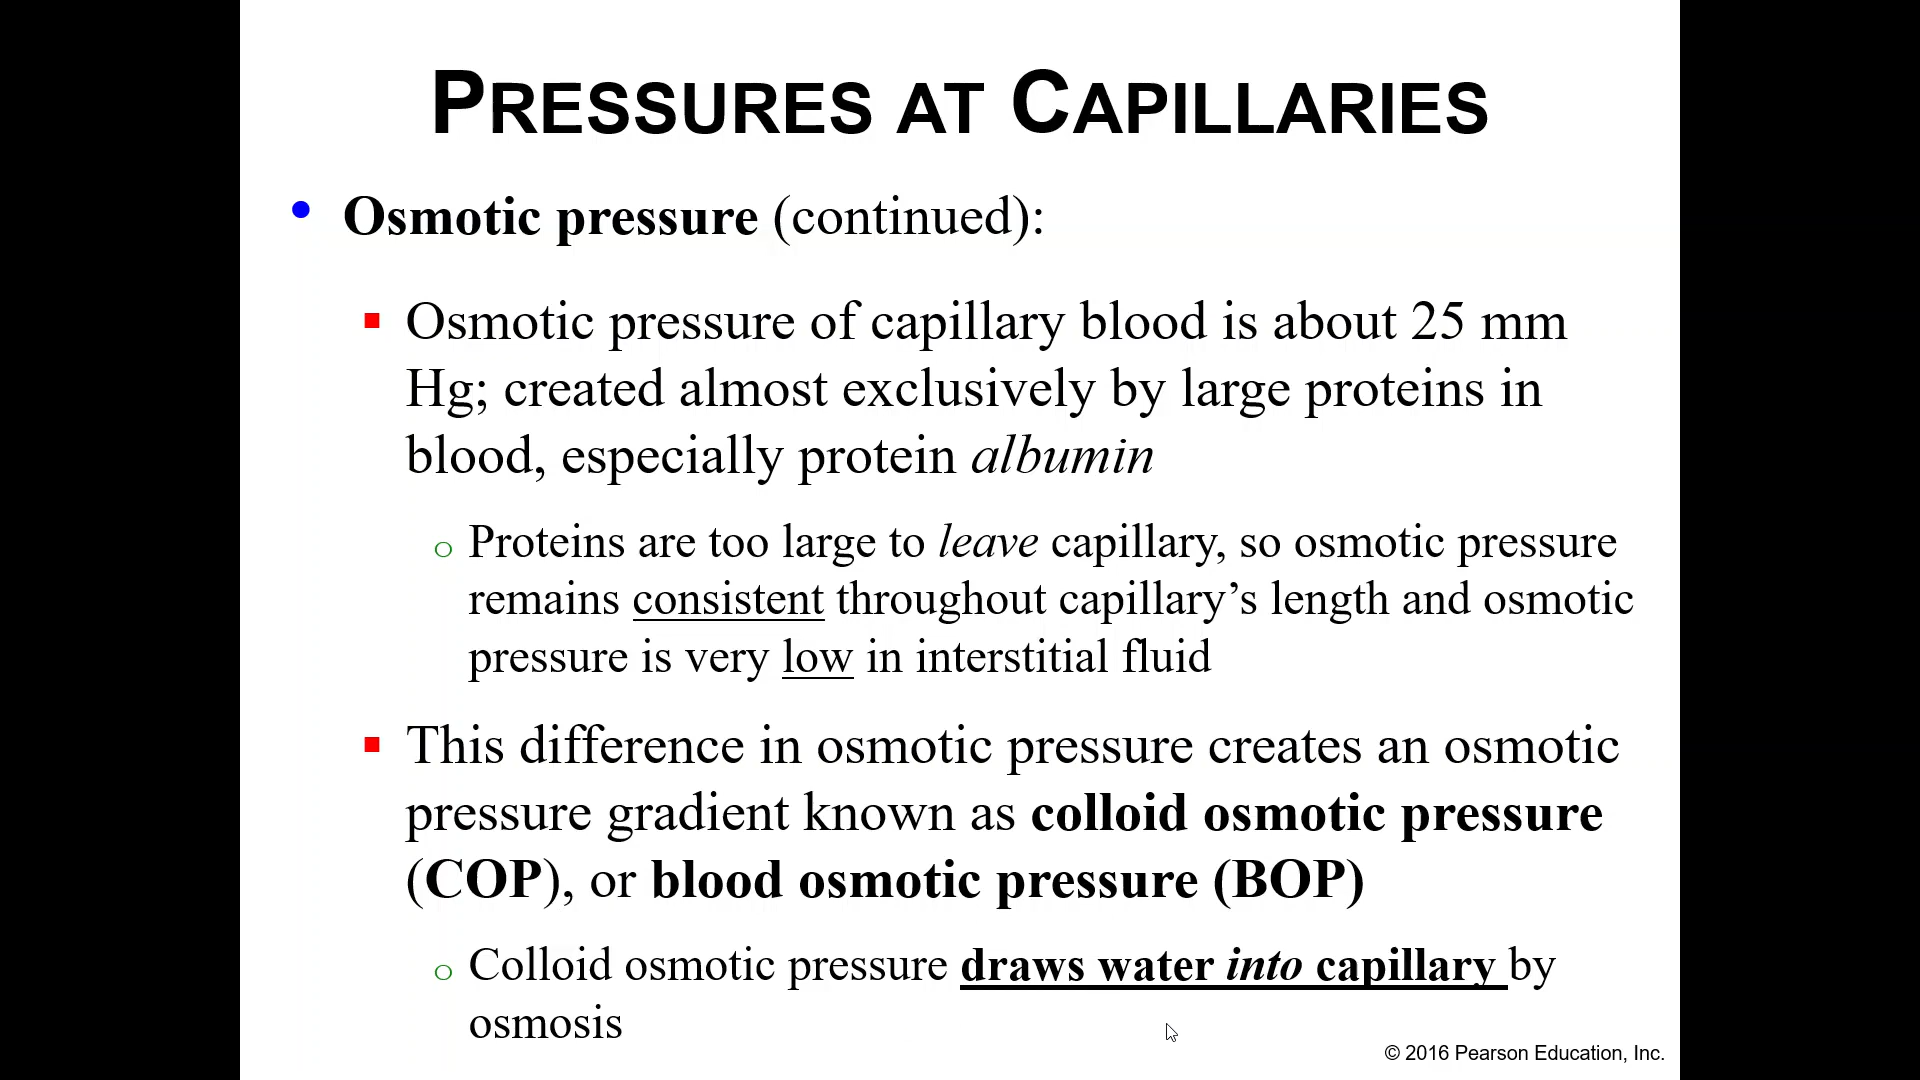 PRESSURES AT CAPILLARIES
• Osmotic pressure (continued):
▪ Osmotic pressure of capillary blood is about 25 mm
Hg; created almost exclusively by large proteins in
blood, especially protein albumin
o Proteins are too large to leave capillary, so osmotic pressure
remains consistent throughout capillary’s length and osmotic
pressure is very low in interstitial fluid
▪ This difference in osmotic pressure creates an osmotic
pressure gradient known as colloid osmotic pressure
(COP), or blood osmotic pressure (BOP)
o Colloid osmotic pressure draws water into capillary by
osmosis
© 2016 Pearson Education, Inc.